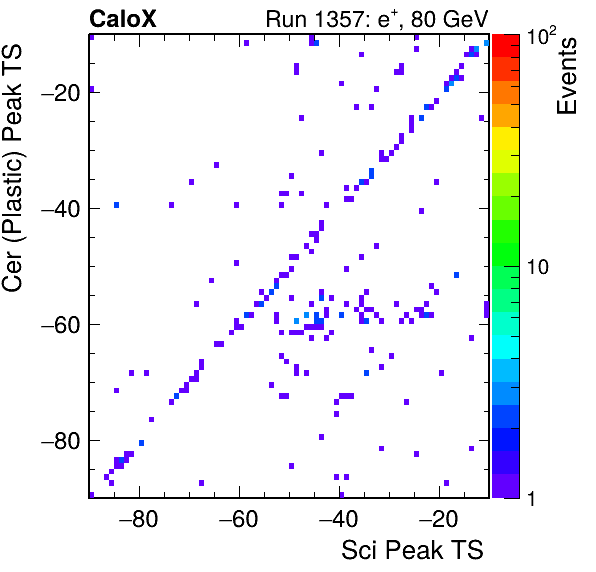 CaloX Run 1357: e⁺, 80 GeV
Cer (Plastic) Peak TS
Events
10²
10
1
−20
−40
−60
−80
−80 −60 −40 −20
Sci Peak TS